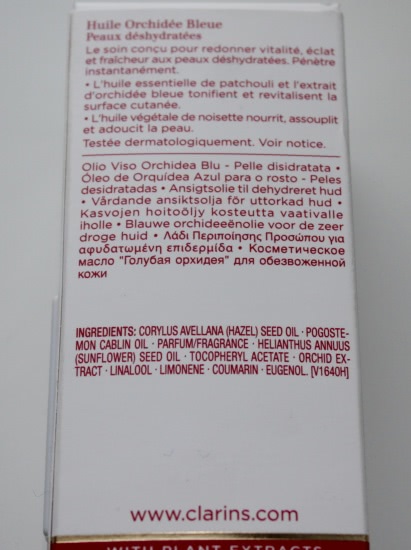 Huile Orchidée Bleue
Peaux déshydratées
Le soin conçu pour redonner vitalité, éclat
et fraîcheur aux peaux déshydratées. Pénètre
instantanément.
• L'huile essentielle de patchouli et l'extrait
d'orchidée bleue tonifient et revitalisent la
surface cutanée.
• L'huile végétale de noisette nourrit, assouplit
et adoucit la peau.
Testée dermatologiquement. Voir notice.
Olio Viso Orchidea Blu - Pelle disidratata •
Óleo de Orquídea Azul para o rosto - Peles
desidratadas • Ansigtsolie til dehydreret hud
• Vårdande ansiktsolja för uttorkad hud •
Kasvojen hoitoöljy kosteutta vaativalle
iholle • Blauwe orchideeënolie voor de zeer
droge huid • Λάδι Περιποίησης Προσώπου για
αφυδατωμένη επιδερμίδα • Косметическое
масло "Голубая орхидея" для обезвоженной
кожи
INGREDIENTS: CORYLUS AVELLANA (HAZEL) SEED OIL · POGOSTE-
MON CABLIN OIL · PARFUM/FRAGRANCE · HELIANTHUS ANNUUS
(SUNFLOWER) SEED OIL · TOCOPHERYL ACETATE · ORCHID EX-
TRACT · LINALOOL · LIMONENE · COUMARIN · EUGENOL. [V1640H]
www.clarins.com
WITH PLANT EXTRACTS